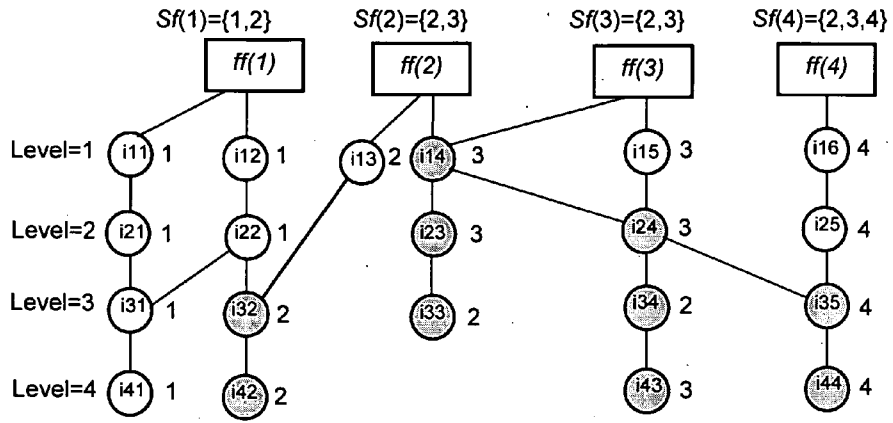 Sf(1)={1,2} Sf(2)={2,3} Sf(3)={2,3} Sf(4)={2,3,4}
ff(1) ff(2) ff(3) ff(4)
Level=1 i11 1 i12 1 i13 2 i14 3 i15 3 i16 4
Level=2 i21 1 i22 1 i23 3 i24 3 i25 4
Level=3 i31 1 i32 2 i33 2 i34 2 i35 4
Level=4 i41 1 i42 2 i43 3 i44 4